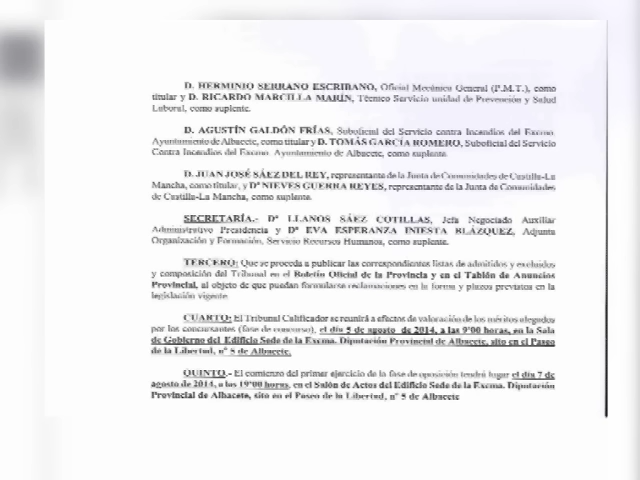 D. HERMINIO SERRANO ESCRIBANO, Oficial Mecánico General (P.M.T.), como
titular y D. RICARDO MARCILLA MARÍN, Técnico Servicio unidad de Prevención y Salud
Laboral, como suplente.
D. AGUSTÍN GALDÓN FRÍAS, Suboficial del Servicio contra Incendios del Excmo.
Ayuntamiento de Albacete, como titular y D. TOMÁS GARCÍA ROMERO, Suboficial del Servicio
Contra Incendios del Excmo. Ayuntamiento de Albacete, como suplente.
D. JUAN JOSÉ SÁEZ DEL REY, representante de la Junta de Comunidades de Castilla-La
Mancha, como titular, y Dª NIEVES GUERRA REYES, representante de la Junta de Comunidades
de Castilla-La Mancha, como suplente.
SECRETARÍA.- Dª LLANOS SÁEZ COTILLAS, Jefa Negociado Auxiliar
Administrativo Presidencia y Dª EVA ESPERANZA INIESTA BLÁZQUEZ, Adjunta
Organización y Formación, Servicio Recursos Humanos, como suplente.
TERCERO: Que se proceda a publicar las correspondientes listas de admitidos y excluidos
y composición del Tribunal en el Boletín Oficial de la Provincia y en el Tablón de Anuncios
Provincial, al objeto de que puedan formularse reclamaciones en la forma y plazos previstos en la
legislación vigente.
CUARTO: El Tribunal Calificador se reunirá a efectos de valoración de los méritos alegados
por los concursantes (fase de concurso), el día 5 de agosto de 2014, a las 9'00 horas, en la Sala
de Gobierno del Edificio Sede de la Excma. Diputación Provincial de Albacete, sito en el Paseo
de la Libertad, nº 5 de Albacete.
QUINTO.- El comienzo del primer ejercicio de la fase de oposición tendrá lugar el día 7 de
agosto de 2014, a las 19'00 horas, en el Salón de Actos del Edificio Sede de la Excma. Diputación
Provincial de Albacete, sito en el Paseo de la Libertad, nº 5 de Albacete